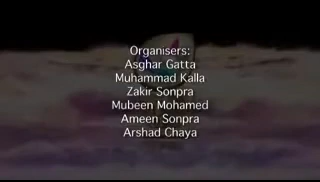 Organisers:
Asghar Gatta
Muhammad Kalla
Zakir Sonpra
Mubeen Mohamed
Ameen Sonpra
Arshad Chaya